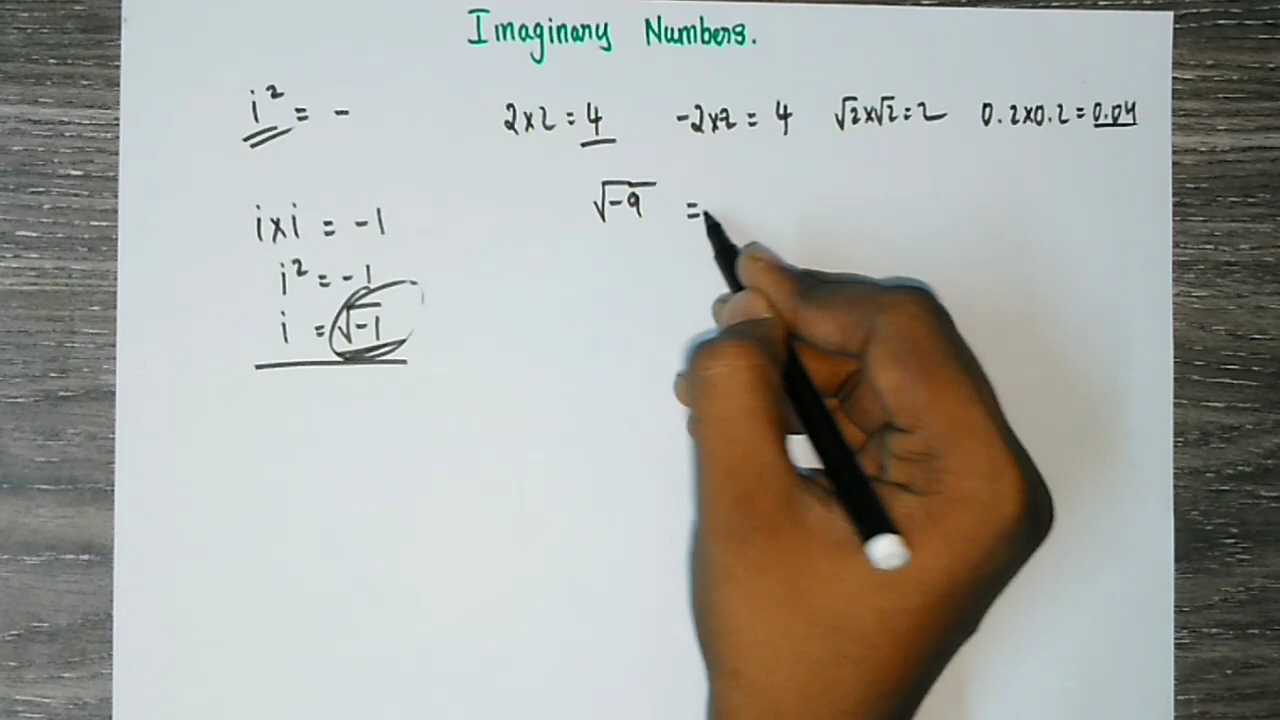 Imaginary Numbers.
i² = -
2x2 = 4 -2x2 = 4 √2x√2=2 0.2x0.2=0.04
√-9 =
ixi = -1
i² = -1
i = √-1